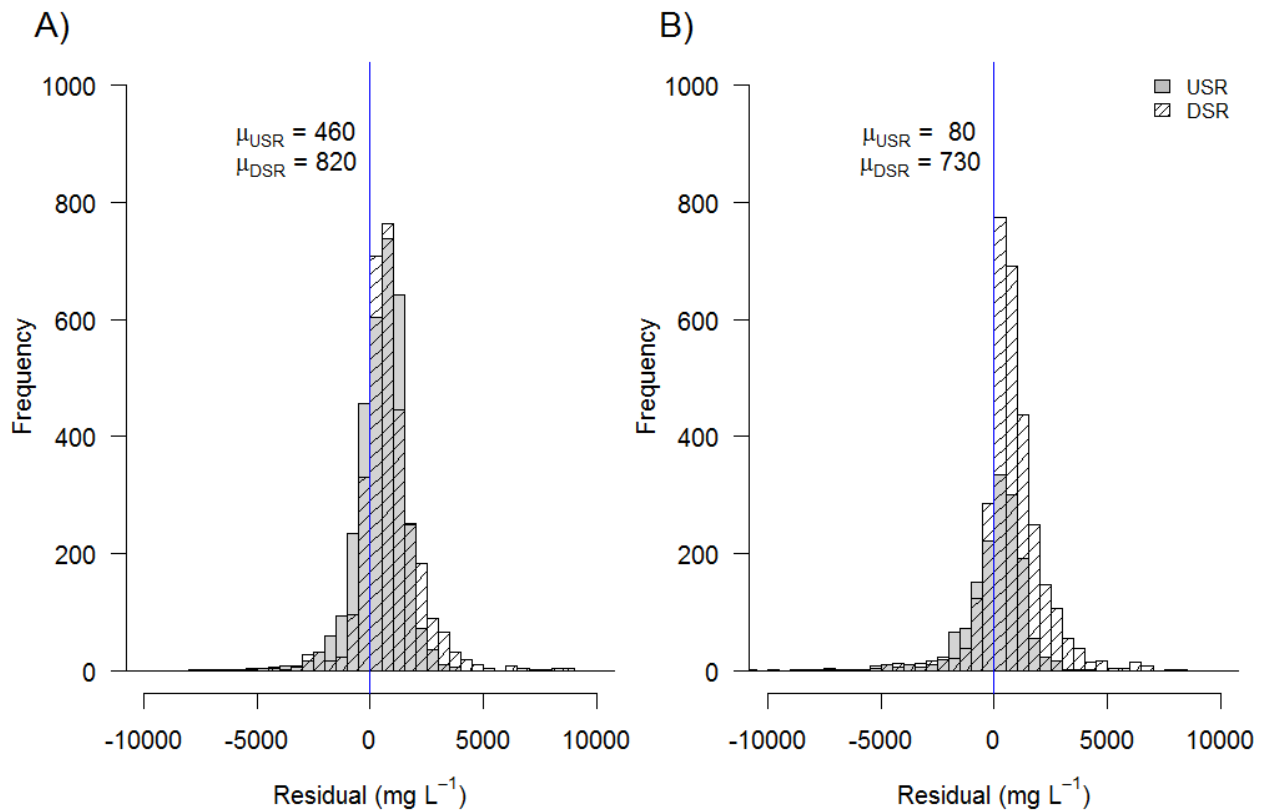 A)
μUSR = 460
μDSR = 820
1000
800
600
400
200
0
Frequency
-10000 -5000 0 5000 10000
Residual (mg L⁻¹)
B)
USR
DSR
μUSR = 80
μDSR = 730
1000
800
600
400
200
0
Frequency
-10000 -5000 0 5000 10000
Residual (mg L⁻¹)